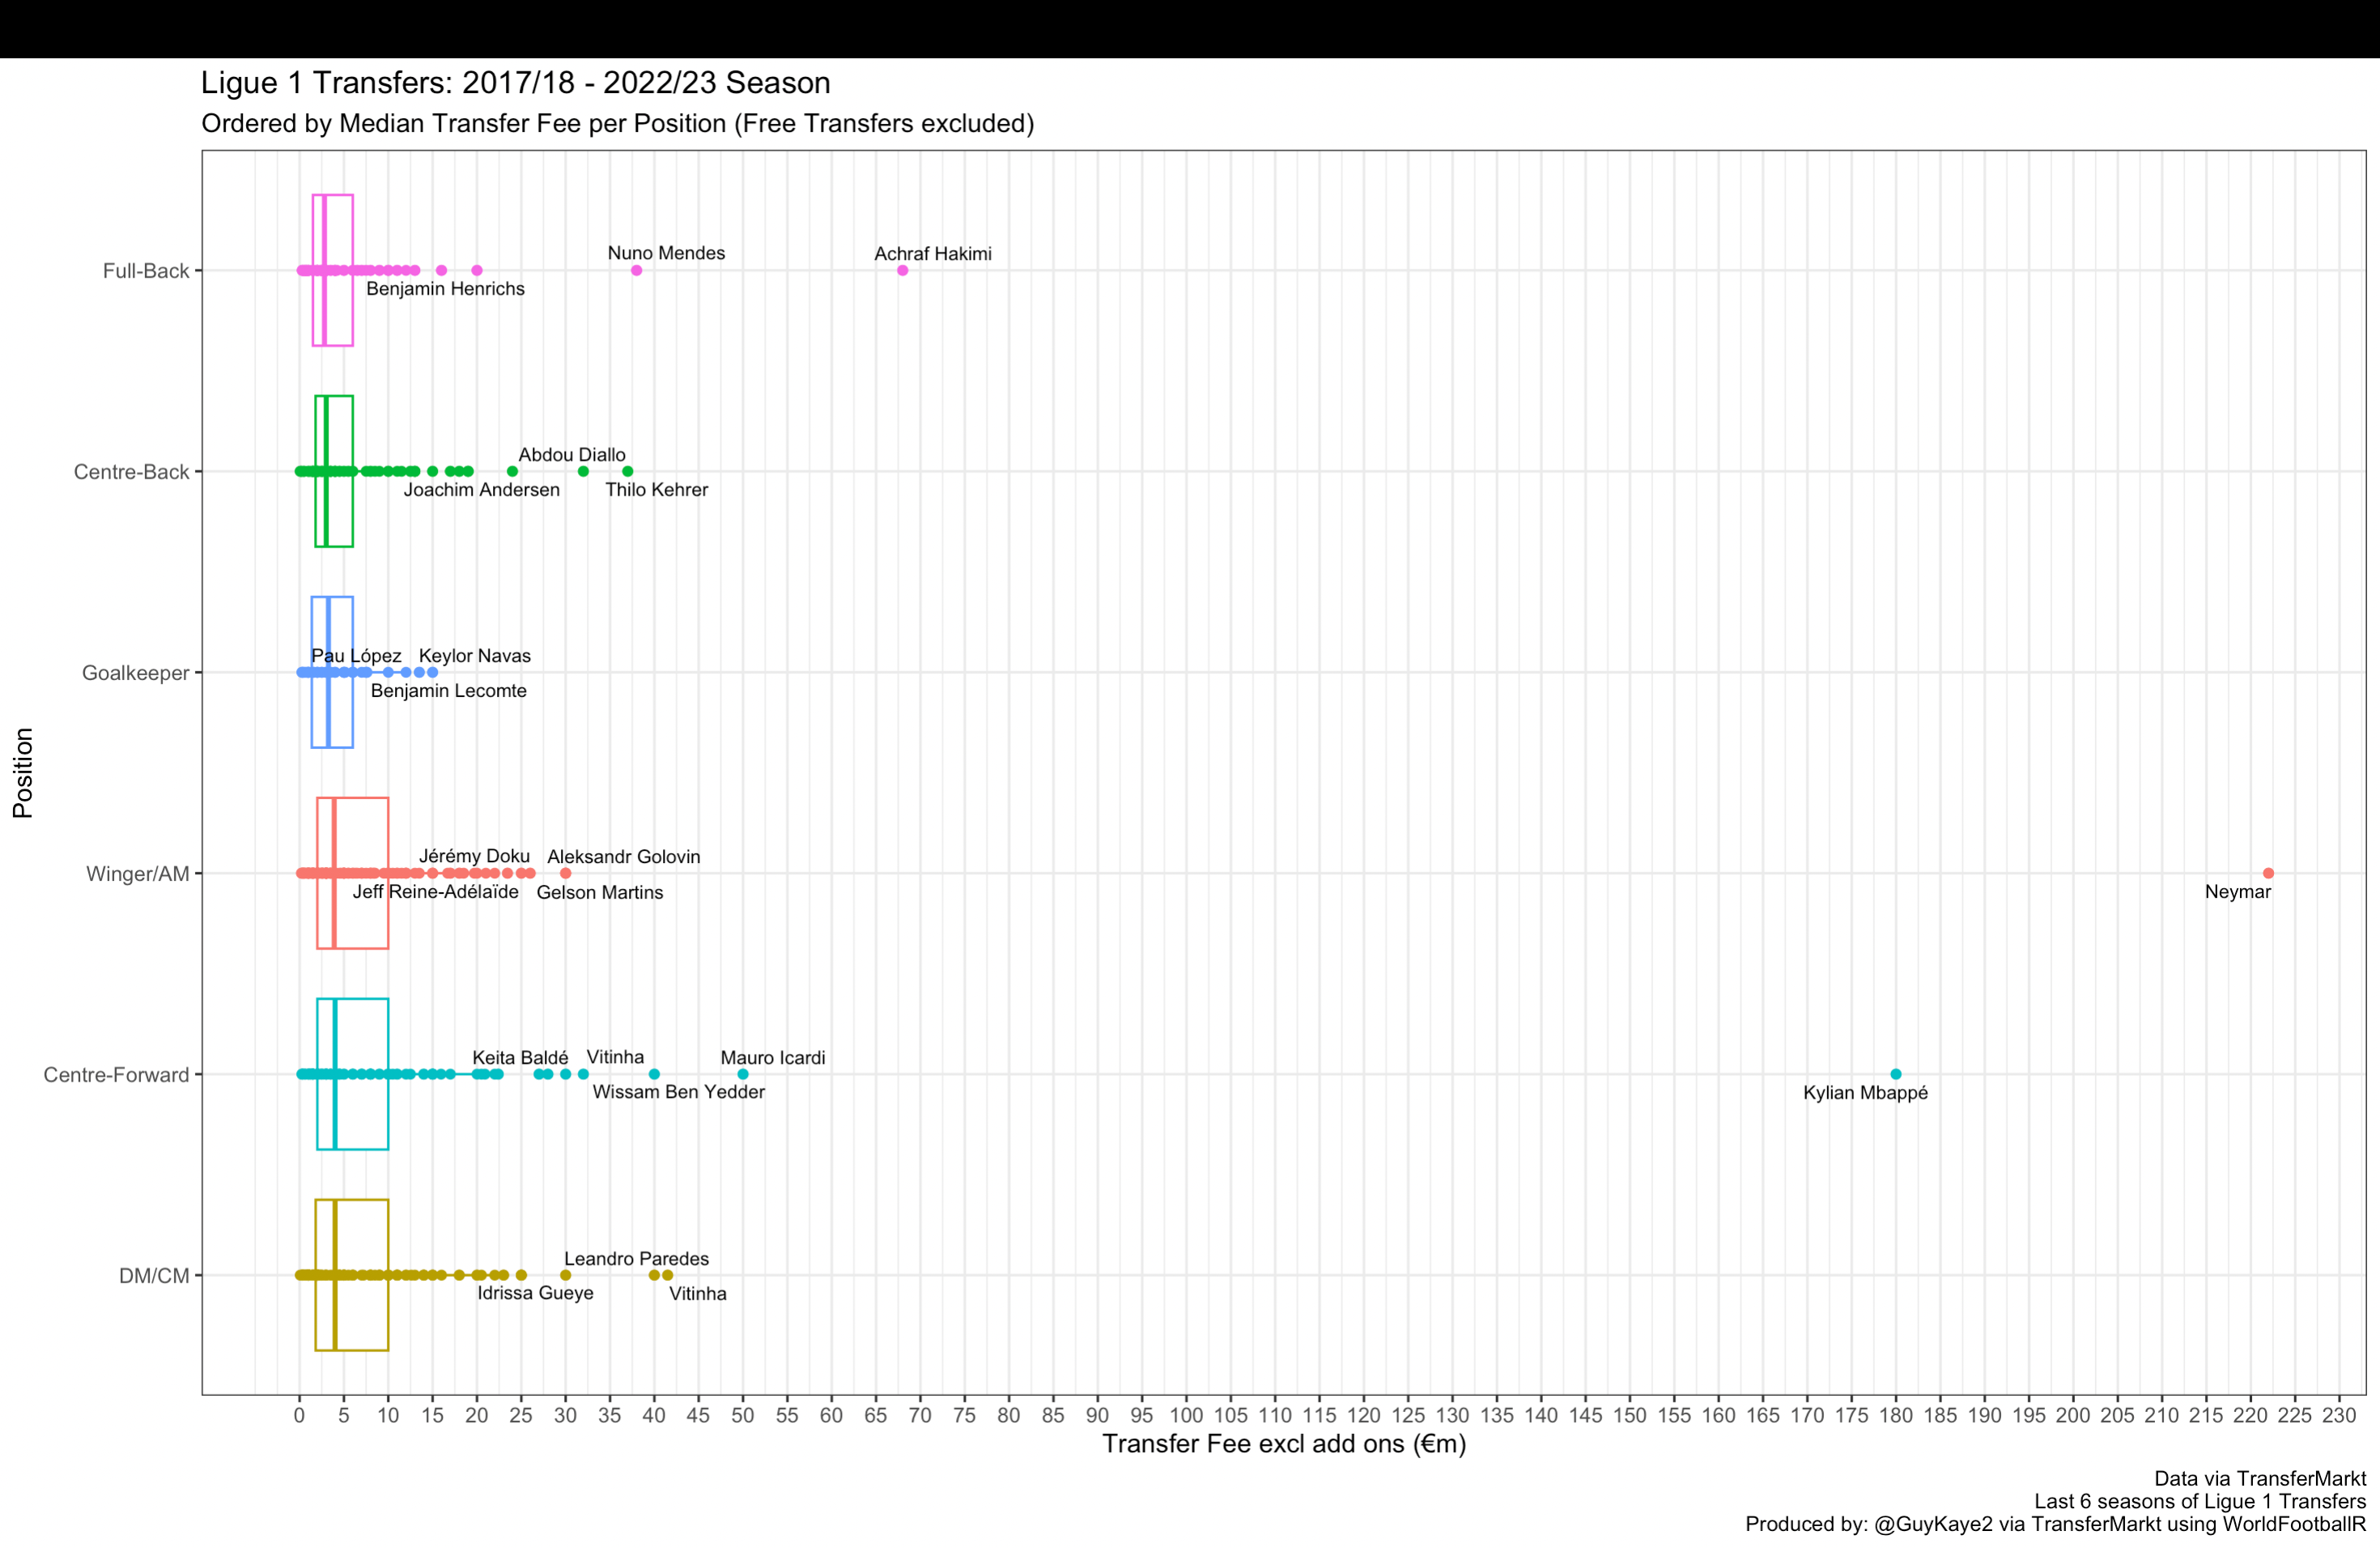 Ligue 1 Transfers: 2017/18 - 2022/23 Season
Ordered by Median Transfer Fee per Position (Free Transfers excluded)
Position
Full-Back
Nuno Mendes
Achraf Hakimi
Benjamin Henrichs
Centre-Back
Abdou Diallo
Joachim Andersen
Thilo Kehrer
Goalkeeper
Pau López
Keylor Navas
Benjamin Lecomte
Winger/AM
Jérémy Doku
Aleksandr Golovin
Jeff Reine-Adélaïde
Gelson Martins
Neymar
Centre-Forward
Keita Baldé
Vitinha
Mauro Icardi
Wissam Ben Yedder
Kylian Mbappé
DM/CM
Leandro Paredes
Idrissa Gueye
Vitinha
0 5 10 15 20 25 30 35 40 45 50 55 60 65 70 75 80 85 90 95 100 105 110 115 120 125 130 135 140 145 150 155 160 165 170 175 180 185 190 195 200 205 210 215 220 225 230
Transfer Fee excl add ons (€m)
Data via TransferMarkt
Last 6 seasons of Ligue 1 Transfers
Produced by: @GuyKaye2 via TransferMarkt using WorldFootballR